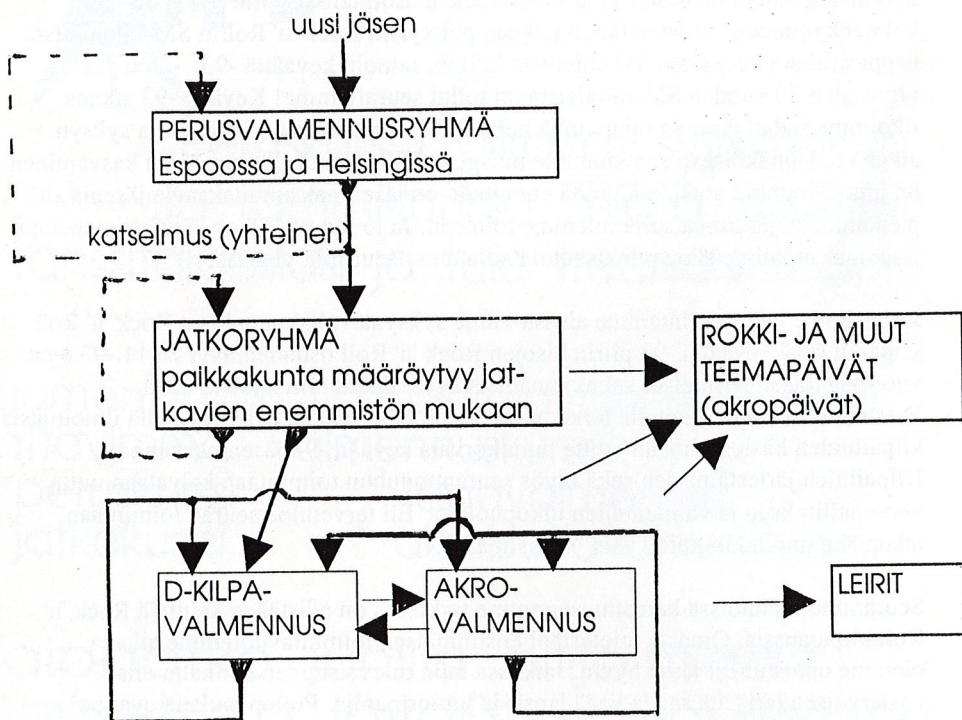 uusi jäsen
PERUSVALMENNUSRYHMÄ
Espoossa ja Helsingissä
katselmus (yhteinen)
JATKORYHMÄ
paikkakunta määräytyy jat-
kavien enemmistön mukaan
ROKKI- JA MUUT
TEEMAPÄIVÄT
(akropäivät)
D-KILPA-
VALMENNUS
AKRO-
VALMENNUS
LEIRIT